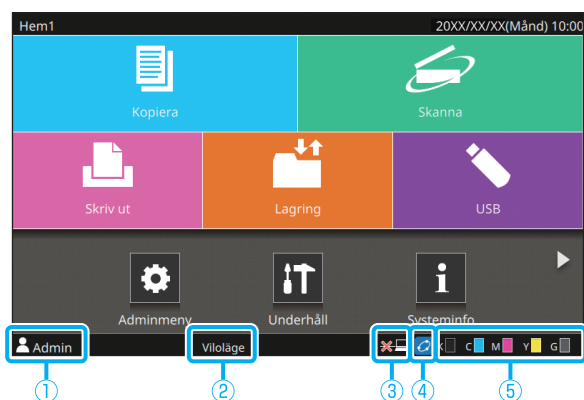 Hem1
20XX/XX/XX(Månd) 10:00
Kopiera
Skanna
Skriv ut
Lagring
USB
Adminmeny
Underhåll
Systeminfo
Admin
Viloläge
K C M Y G
① ② ③ ④ ⑤